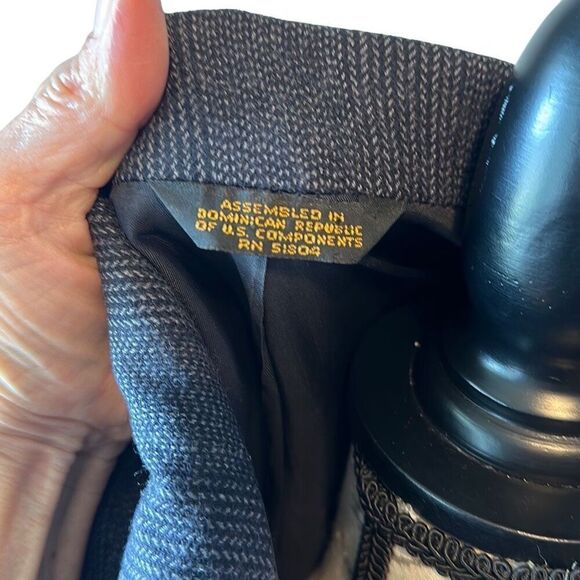 ASSEMBLED IN
DOMINICAN REPUBLIC
OF U.S. COMPONENTS
RN 51804